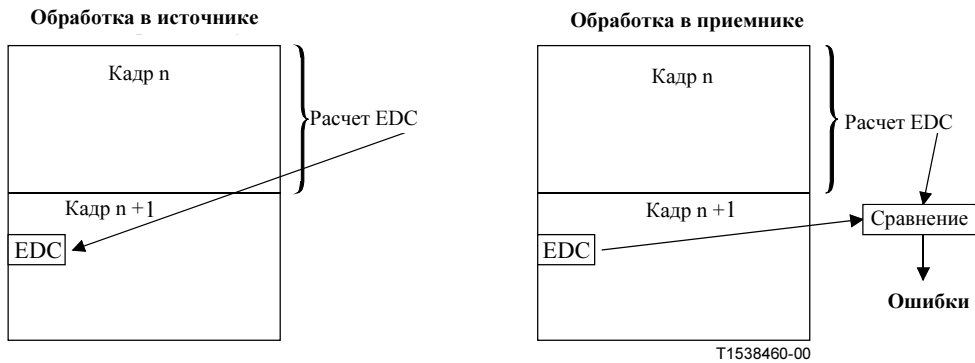 Обработка в источнике
Кадр n
Расчет EDC
Кадр n +1
EDC
Обработка в приемнике
Кадр n
Расчет EDC
Кадр n +1
EDC
Сравнение
Ошибки
T1538460-00